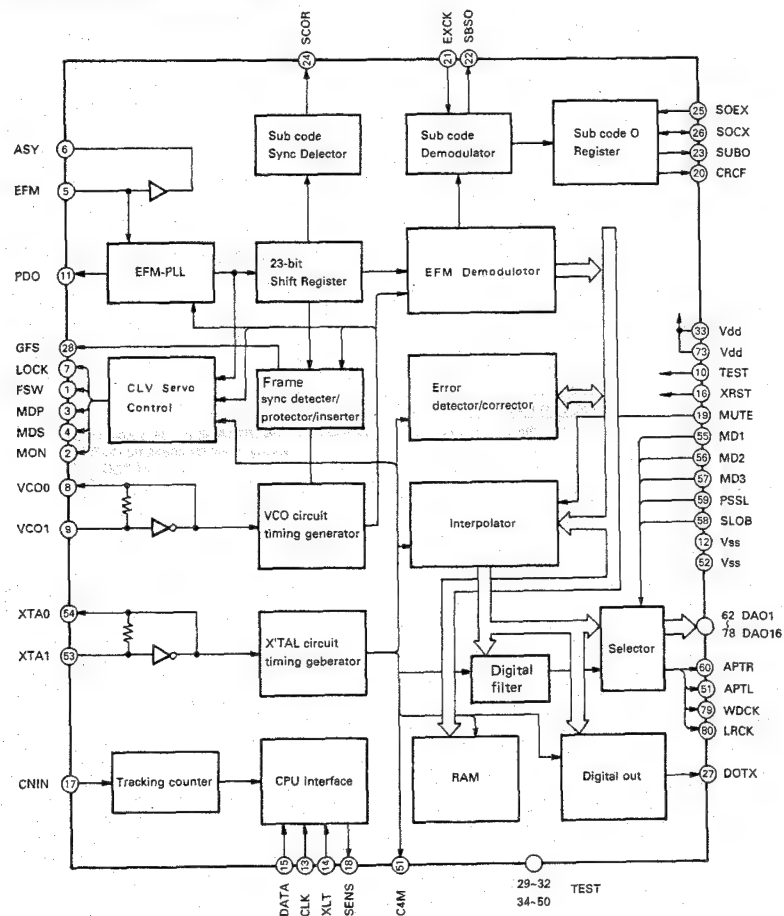 SCOR
EXCK
SBSO
24
21
22
Sub code
Sync Delector
Sub code
Demodulator
Sub code O
Register
25 SOEX
26 SOCX
23 SUBO
20 CRCF
ASY 6
EFM 5
PDO 11
EFM-PLL
23-bit
Shift Register
EFM Demodulotor
GFS 28
LOCK 7
FSW 1
MDP 3
MDS 4
MON 2
CLV Servo
Control
Frame
sync detecter/
protector/inserter
Error
detector/corrector
33 Vdd
73 Vdd
10 TEST
16 XRST
19 MUTE
55 MD1
56 MD2
57 MD3
59 PSSL
58 SLOB
12 Vss
52 Vss
VCO0 8
VCO1 9
VCO circuit
timing generator
Interpolator
XTA0 54
XTA1 53
X'TAL circuit
timing geberator
Digital
filter
Selector
62 DAO1
~
78 DAO16
60 APTR
51 APTL
79 WDCK
80 LRCK
CNIN 17
Tracking counter
CPU interface
RAM
Digital out
27 DOTX
15
13
14
18
61
DATA
CLK
XLT
SENS
C4M
29~32
34~50
TEST